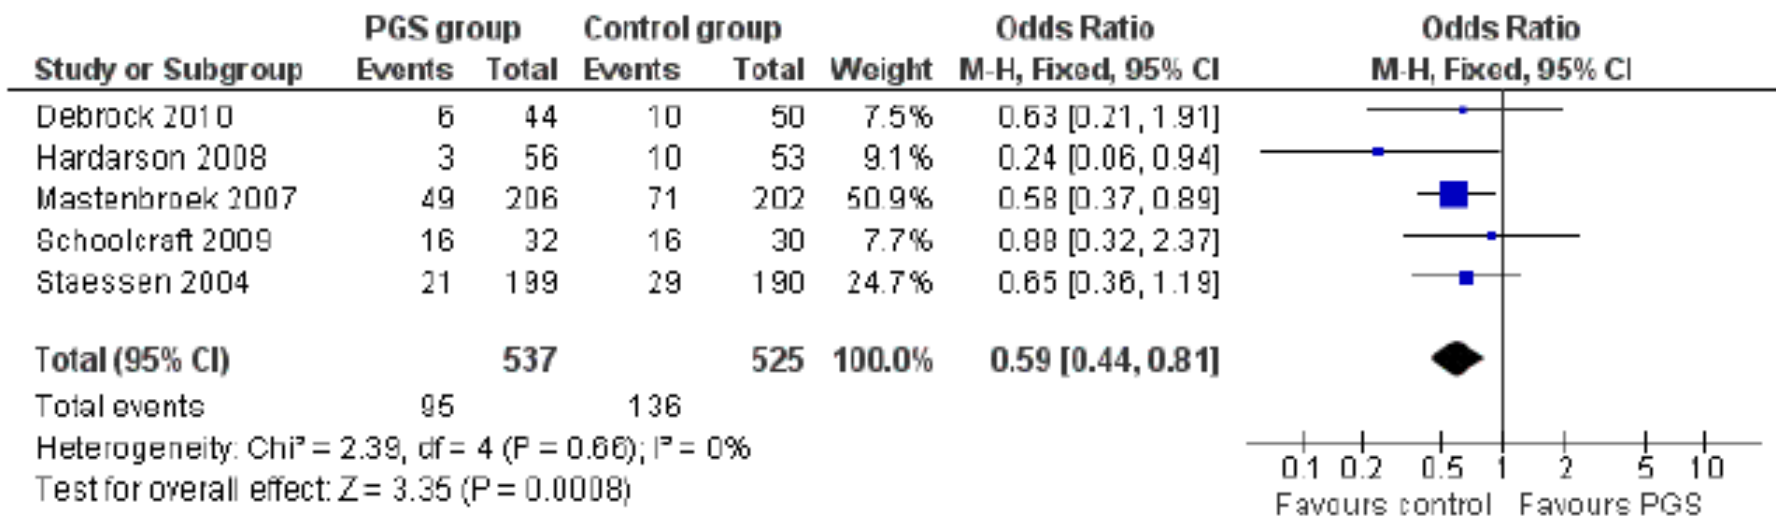 PGS group Control group Odds Ratio Odds Ratio
Study or Subgroup Events Total Events Total Weight M-H, Fixed, 95% CI M-H, Fixed, 95% CI
Debrock 2010 6 44 10 50 7.5% 0.63 [0.21, 1.91]
Hardarson 2008 3 56 10 53 9.1% 0.24 [0.06, 0.94]
Mastenbroek 2007 49 206 71 202 50.9% 0.58 [0.37, 0.89]
Schoolcraft 2009 16 32 16 30 7.7% 0.88 [0.32, 2.37]
Staessen 2004 21 199 29 190 24.7% 0.65 [0.36, 1.19]
Total (95% CI) 537 525 100.0% 0.59 [0.44, 0.81]
Total events 95 136
Heterogeneity: Chi² = 2.39, df = 4 (P = 0.66); I² = 0%
Test for overall effect: Z = 3.35 (P = 0.0008)
0.1 0.2 0.5 1 2 5 10
Favours control Favours PGS